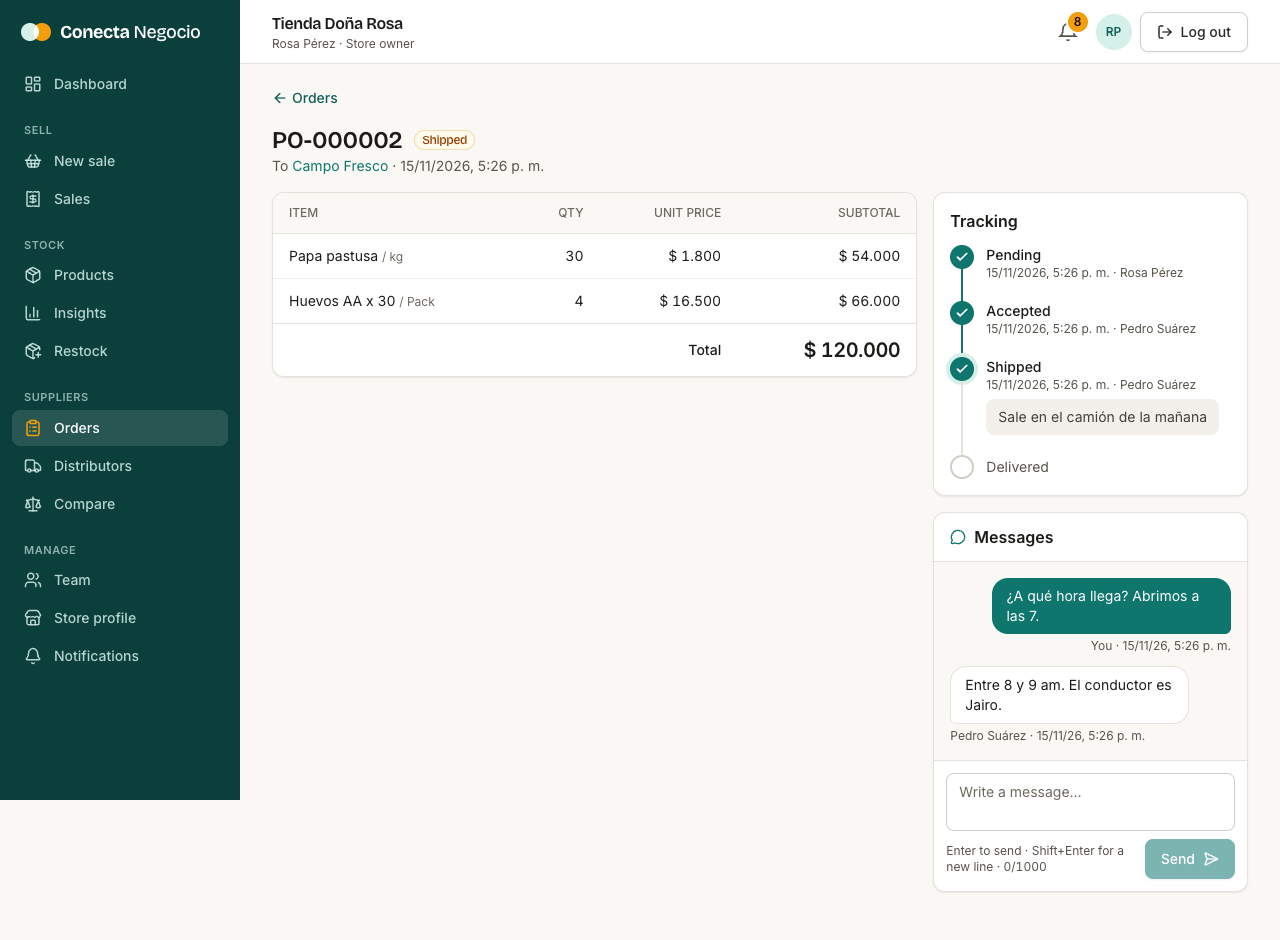 Conecta Negocio
Dashboard
SELL
New sale
Sales
STOCK
Products
Insights
Restock
SUPPLIERS
Orders
Distributors
Compare
MANAGE
Team
Store profile
Notifications
Tienda Doña Rosa
Rosa Pérez · Store owner
8
RP
Log out
Orders
PO-000002 Shipped
To Campo Fresco · 15/11/2026, 5:26 p. m.
ITEM QTY UNIT PRICE SUBTOTAL
Papa pastusa / kg 30 $ 1.800 $ 54.000
Huevos AA x 30 / Pack 4 $ 16.500 $ 66.000
Total $ 120.000
Tracking
Pending
15/11/2026, 5:26 p. m. · Rosa Pérez
Accepted
15/11/2026, 5:26 p. m. · Pedro Suárez
Shipped
15/11/2026, 5:26 p. m. · Pedro Suárez
Sale en el camión de la mañana
Delivered
Messages
¿A qué hora llega? Abrimos a
las 7.
You · 15/11/26, 5:26 p. m.
Entre 8 y 9 am. El conductor es
Jairo.
Pedro Suárez · 15/11/26, 5:26 p. m.
Write a message...
Enter to send · Shift+Enter for a
new line · 0/1000
Send